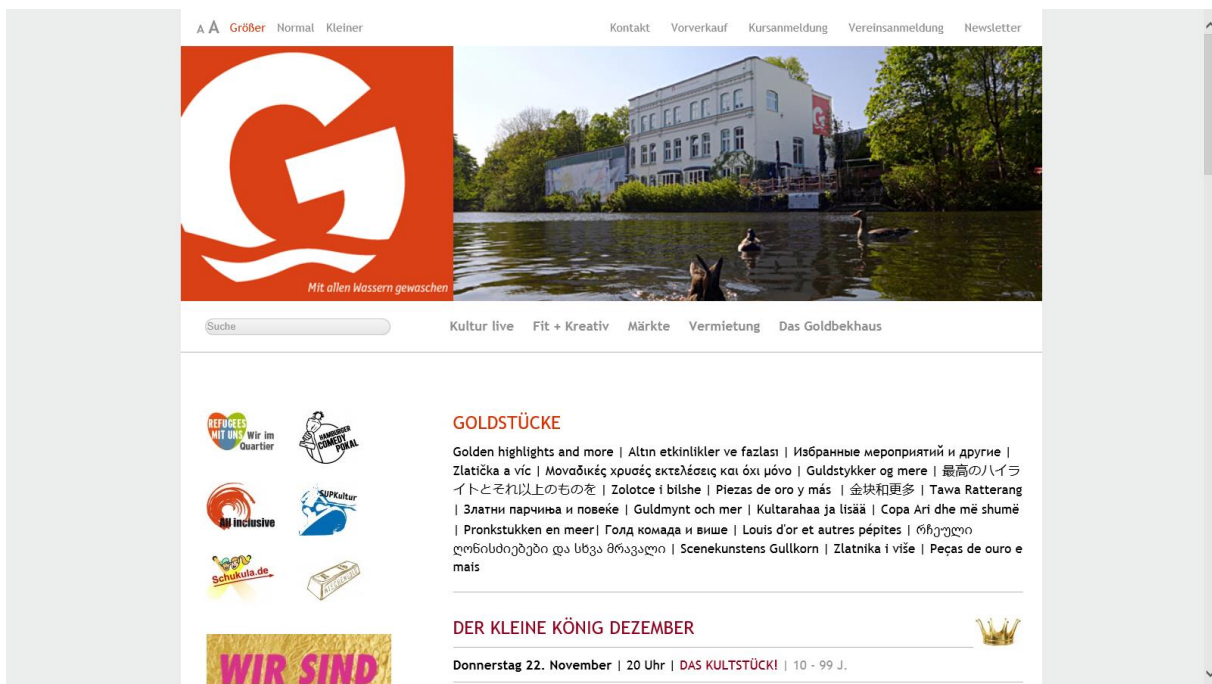 A A Größer Normal Kleiner Kontakt Vorverkauf Kursanmeldung Vereinsanmeldung Newsletter
G
Mit allen Wassern gewaschen
Suche Kultur live Fit + Kreativ Märkte Vermietung Das Goldbekhaus
REFUGEES
MIT UNS Wir im
Quartier
HAMBURGER
COMEDY
POKAL
All inclusive
SUPKultur
Schukula.de
WIR SIND
GOLDSTÜCKE
Golden highlights and more | Altın etkinlikler ve fazlası | Избранные мероприятий и другие |
Zlatička a víc | Μοναδικές χρυσές εκτελέσεις και όχι μόνο | Guldstykker og mere | 最高のハイラ
イトとそれ以上のものを | Zolotce i bilshe | Piezas de oro y más | 金块和更多 | Tawa Ratterang
| Златни парчиња и повеќе | Guldmynt och mer | Kultarahaa ja lisää | Copa Ari dhe më shumë
| Pronkstukken en meer| Голд комада и више | Louis d'or et autres pépites | რჩეული
ღონისძიებები და სხვა მრავალი | Scenekunstens Gullkorn | Zlatnika i više | Peças de ouro e
mais
DER KLEINE KÖNIG DEZEMBER
Donnerstag 22. November | 20 Uhr | DAS KULTSTÜCK! | 10 - 99 J.